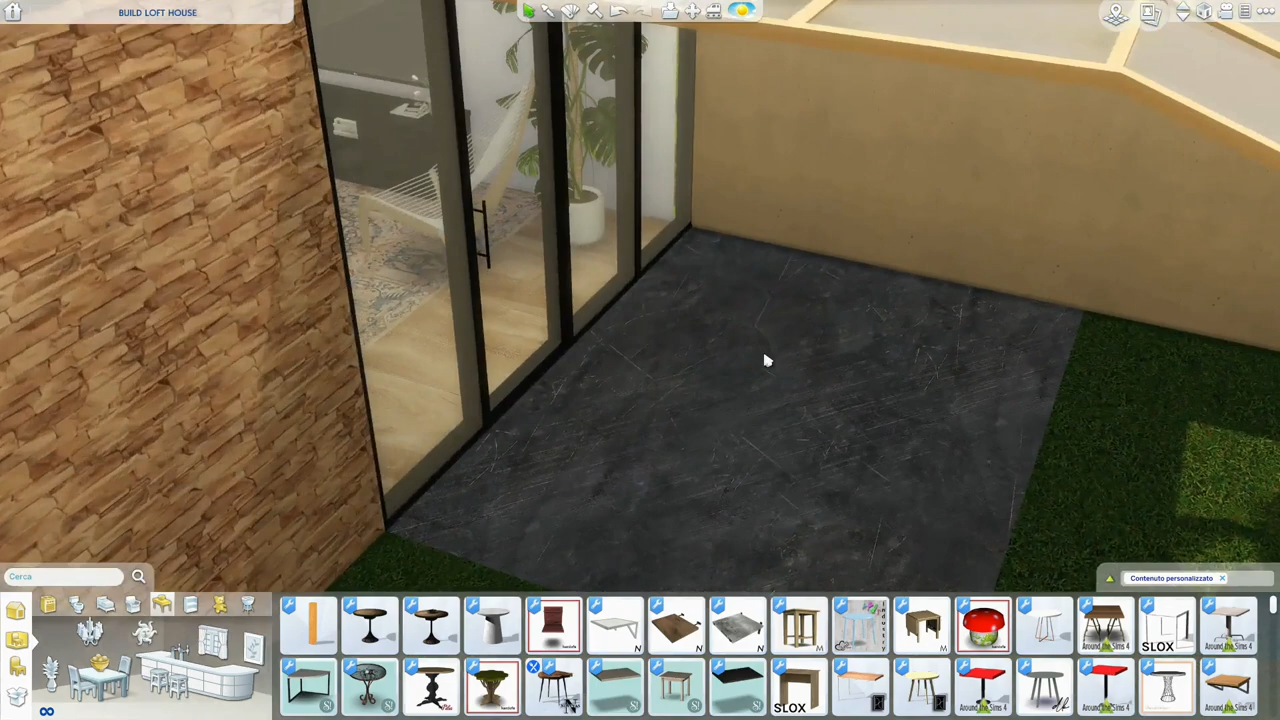 BUILD LOFT HOUSE
Cerca
Contenuto personalizzato
N
N
N
M
Industry
M
Around the Sims 4
SLOX
Around the Sims 4
SLOX
Around the Sims 4
Around the Sims 4